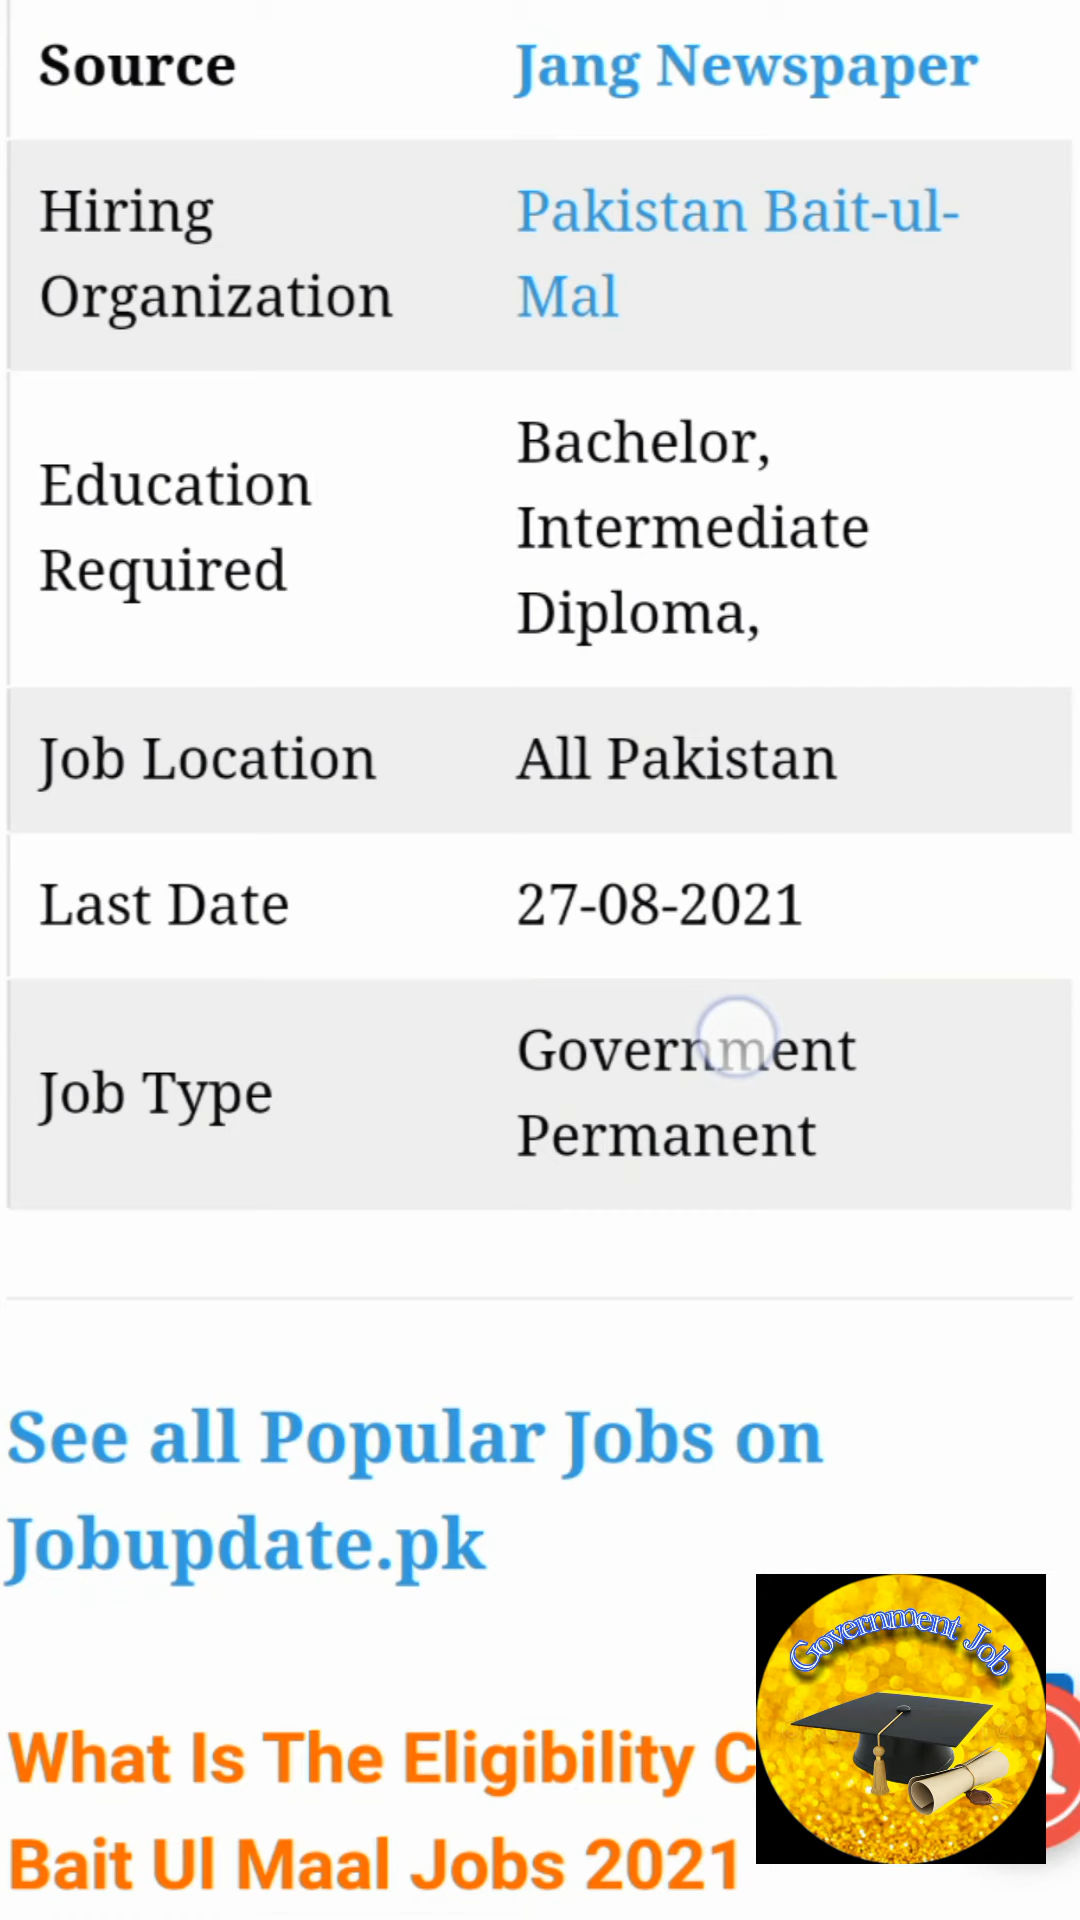 Source Jang Newspaper
Hiring Pakistan Bait-ul-
Organization Mal
Education Required
Bachelor,
Intermediate
Diploma,
Job Location All Pakistan
Last Date 27-08-2021
Job Type
Government
Permanent
See all Popular Jobs on
Jobupdate.pk
What Is The Eligibility C
Bait Ul Maal Jobs 2021
Government Job